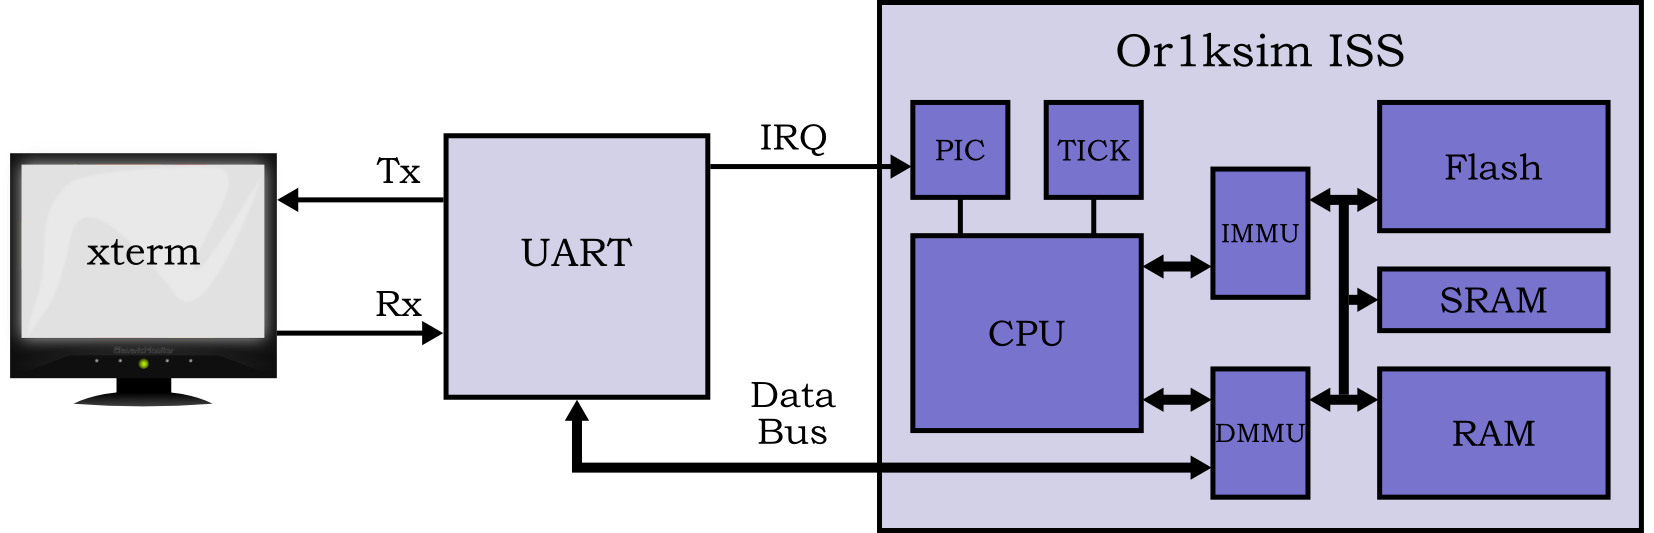 Or1ksim ISS
xterm
Tx
Rx
UART
IRQ
Data
Bus
PIC
TICK
CPU
IMMU
DMMU
Flash
SRAM
RAM